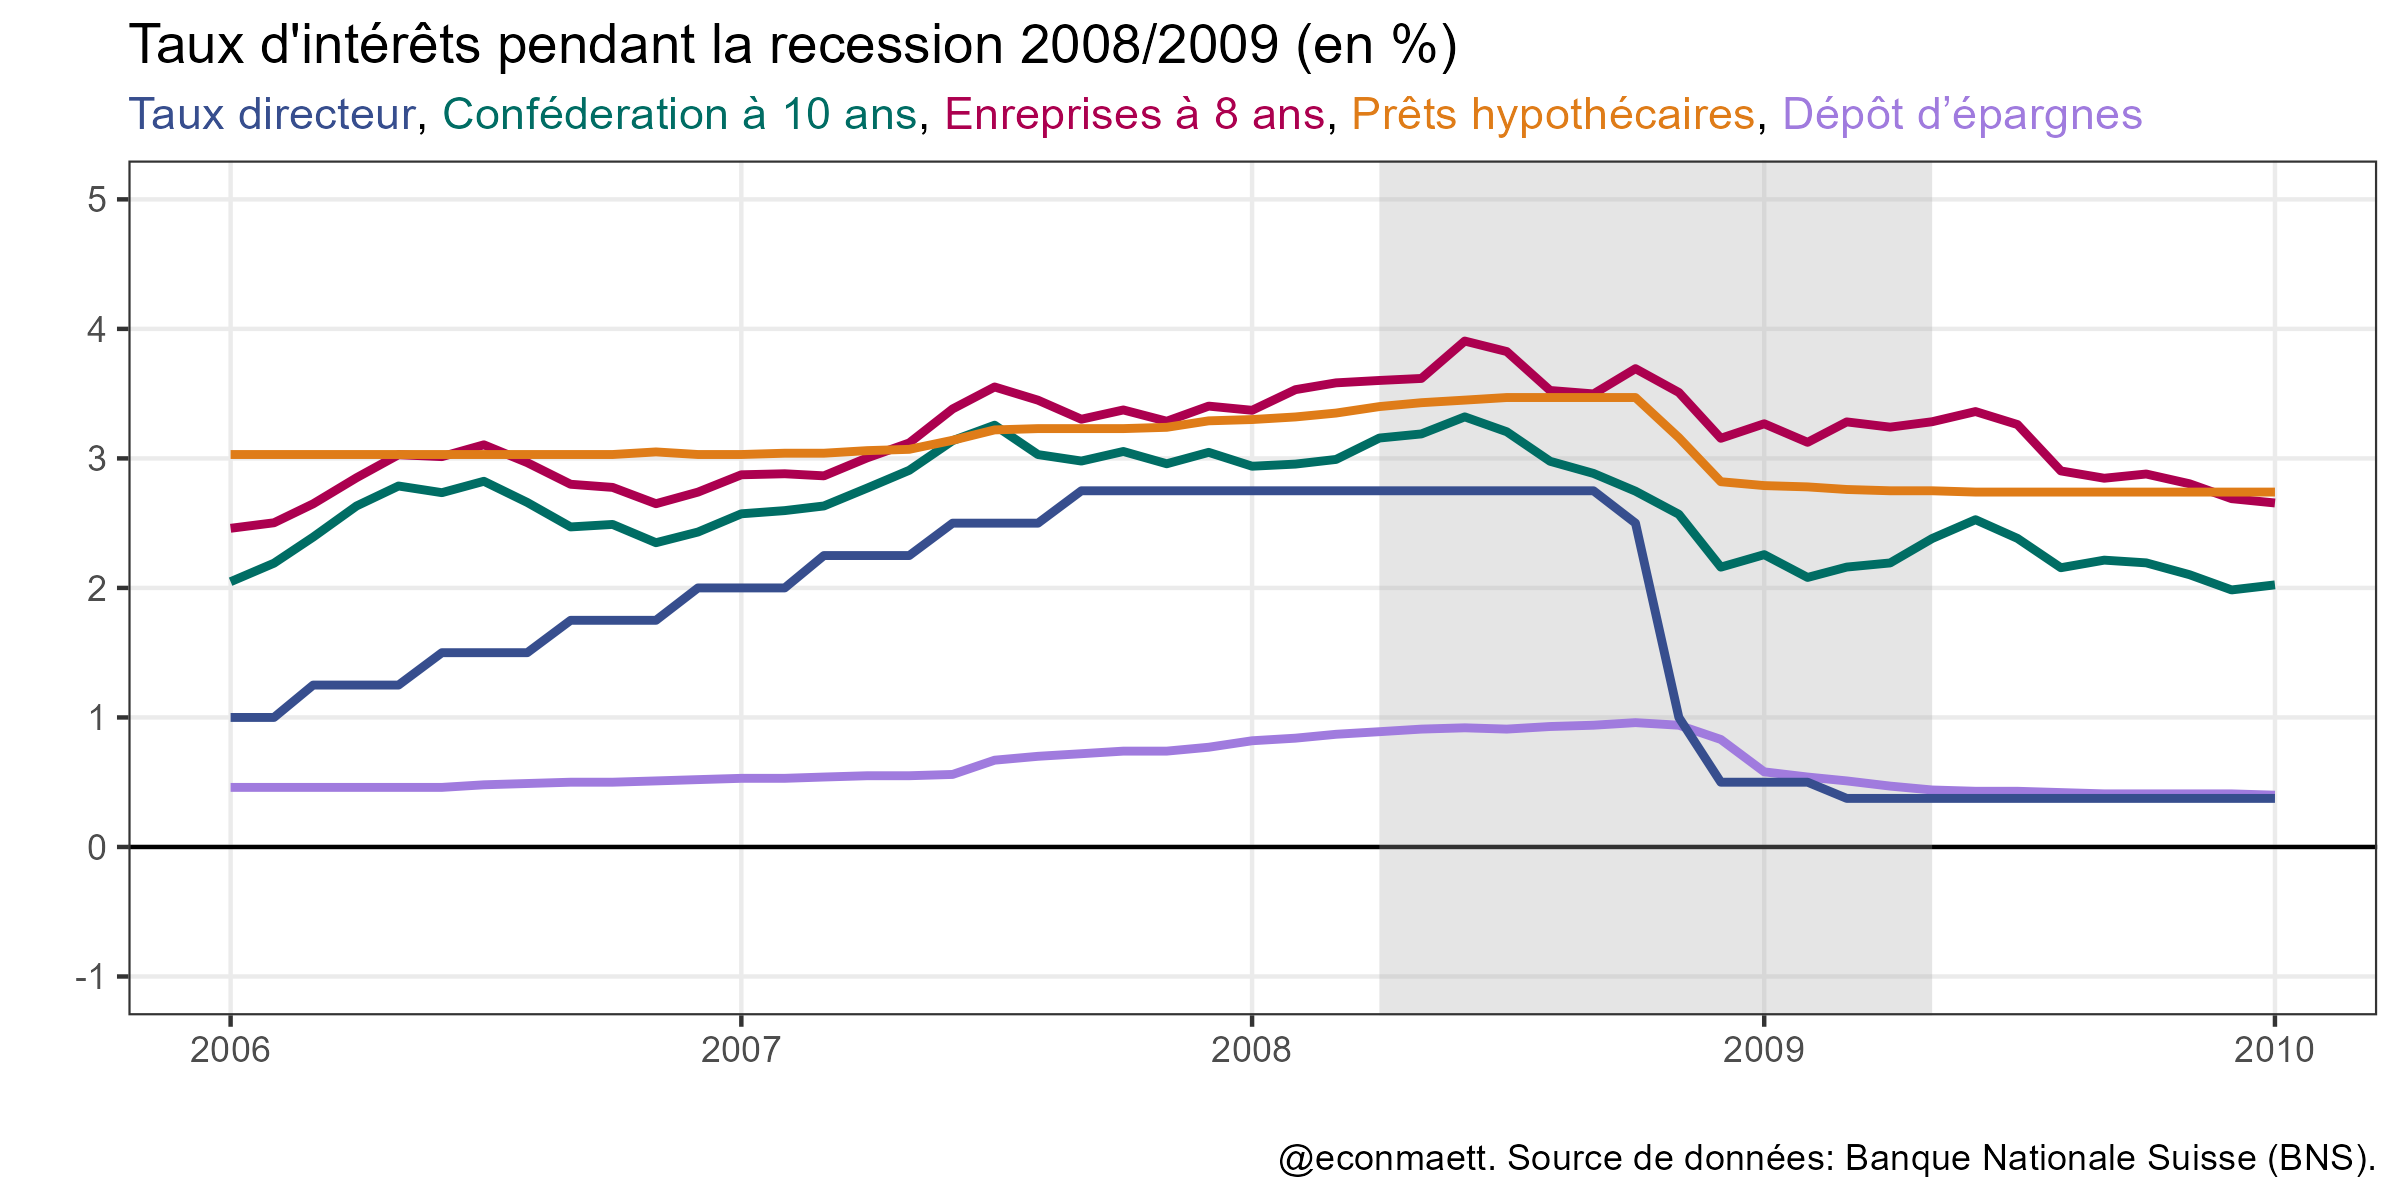 Taux d'intérêts pendant la recession 2008/2009 (en %)
Taux directeur, Conféderation à 10 ans, Enreprises à 8 ans, Prêts hypothécaires, Dépôt d’épargnes
5
4
3
2
1
0
-1
2006 2007 2008 2009 2010
@econmaett. Source de données: Banque Nationale Suisse (BNS).